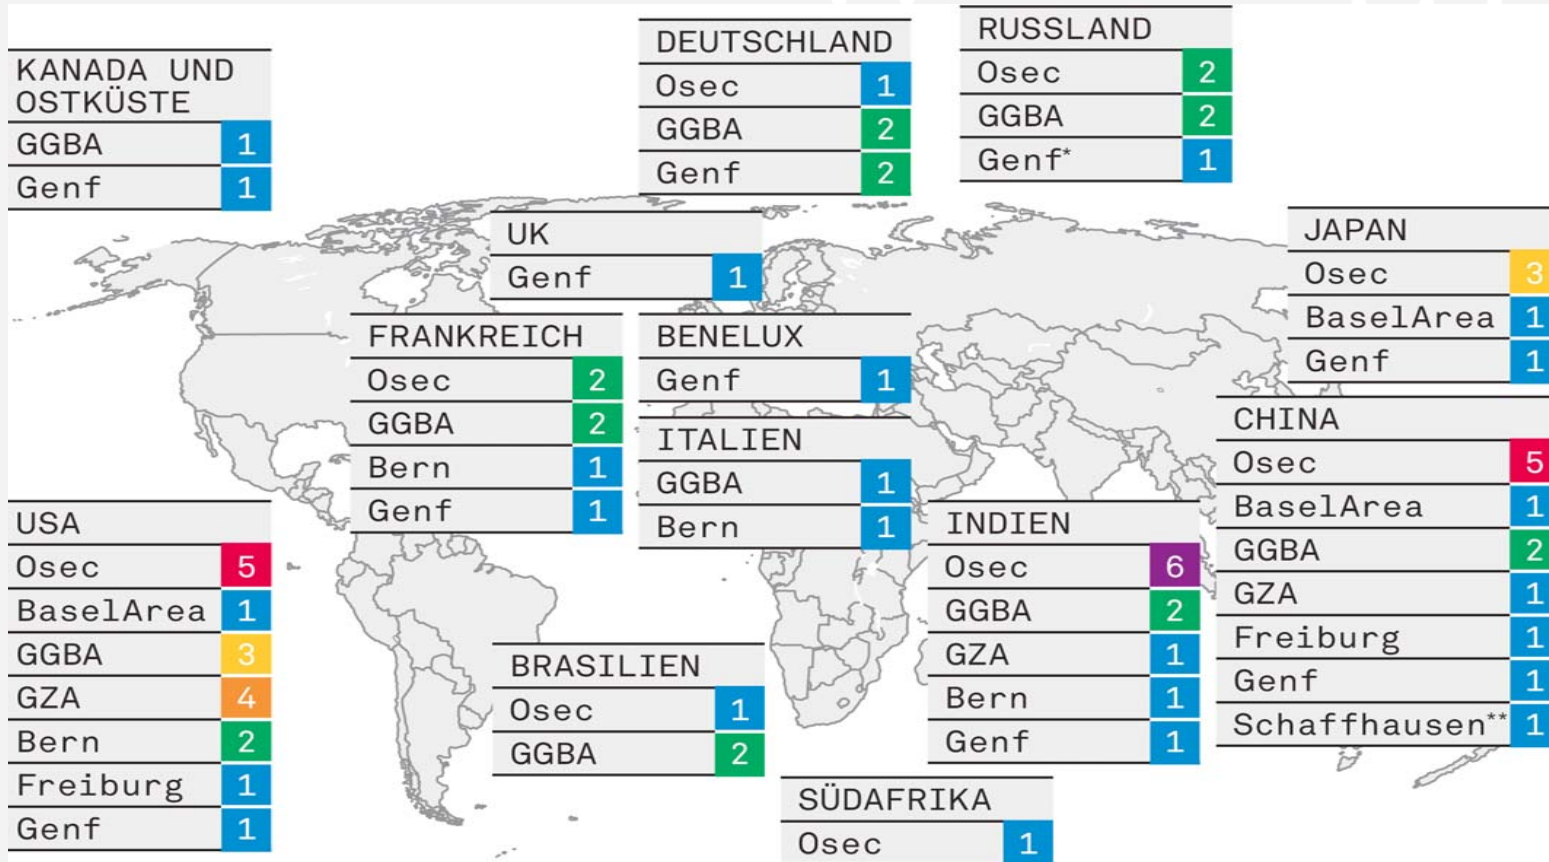 KANADA UND
OSTKÜSTE
GGBA 1
Genf 1
DEUTSCHLAND
Osec 1
GGBA 2
Genf 2
RUSSLAND
Osec 2
GGBA 2
Genf* 1
UK
Genf 1
JAPAN
Osec 3
BaselArea 1
Genf 1
FRANKREICH
Osec 2
GGBA 2
Bern 1
Genf 1
BENELUX
Genf 1
ITALIEN
GGBA 1
Bern 1
CHINA
Osec 5
BaselArea 1
GGBA 2
GZA 1
Freiburg 1
Genf 1
Schaffhausen** 1
USA
Osec 5
BaselArea 1
GGBA 3
GZA 4
Bern 2
Freiburg 1
Genf 1
INDIEN
Osec 6
GGBA 2
GZA 1
Bern 1
Genf 1
BRASILIEN
Osec 1
GGBA 2
SÜDAFRIKA
Osec 1